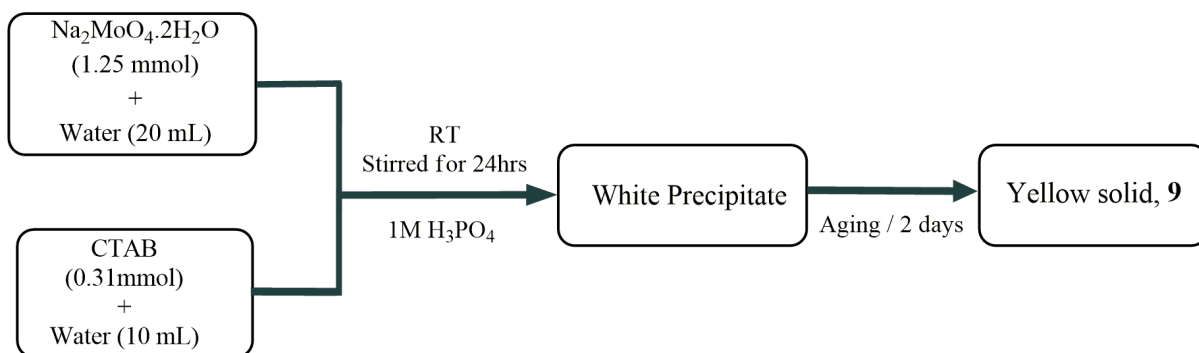 Na₂MoO₄.2H₂O
(1.25 mmol)
+
Water (20 mL)
CTAB
(0.31mmol)
+
Water (10 mL)
RT
Stirred for 24hrs
1M H₃PO₄
White Precipitate
Aging / 2 days
Yellow solid, 9